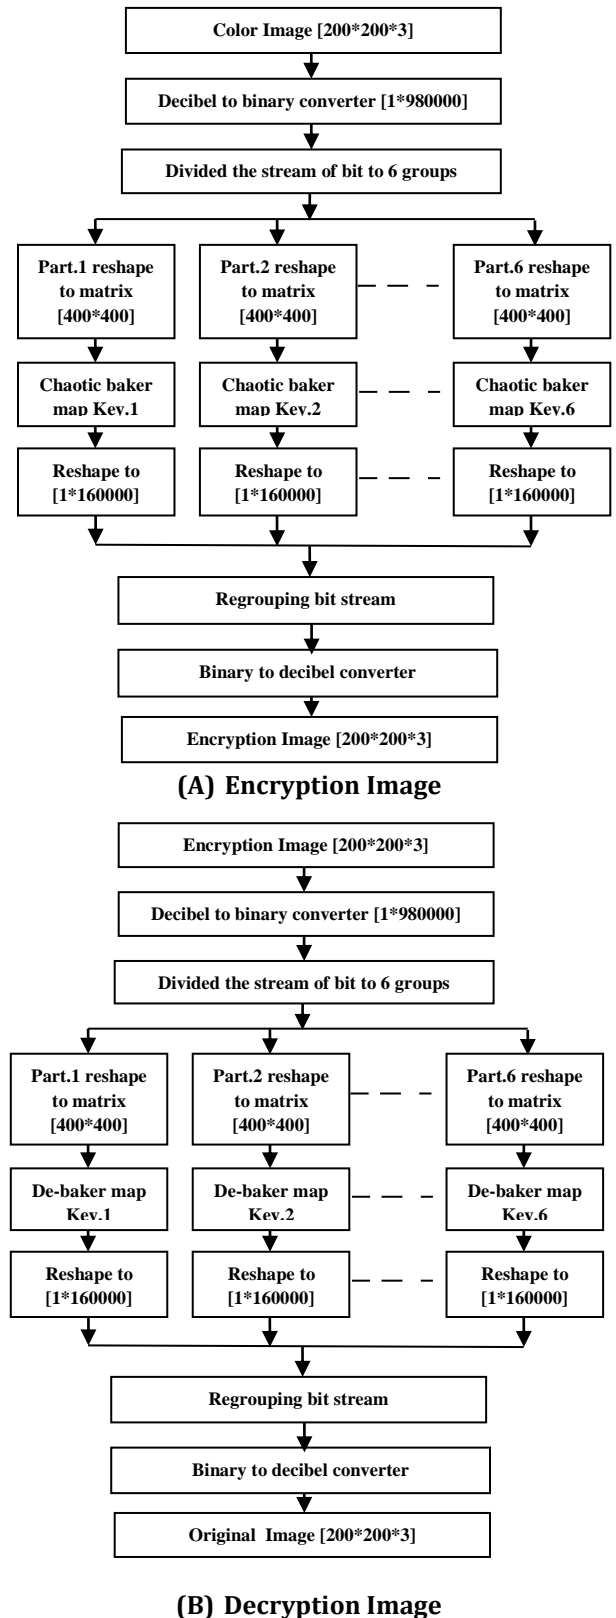 Color Image [200*200*3]
Decibel to binary converter [1*980000]
Divided the stream of bit to 6 groups
Part.1 reshape
to matrix
[400*400]
Part.2 reshape
to matrix
[400*400]
Part.6 reshape
to matrix
[400*400]
Chaotic baker
map Key.1
Chaotic baker
map Key.2
Chaotic baker
map Key.6
Reshape to
[1*160000]
Reshape to
[1*160000]
Reshape to
[1*160000]
Regrouping bit stream
Binary to decibel converter
Encryption Image [200*200*3]
(A) Encryption Image
Encryption Image [200*200*3]
Decibel to binary converter [1*980000]
Divided the stream of bit to 6 groups
Part.1 reshape
to matrix
[400*400]
Part.2 reshape
to matrix
[400*400]
Part.6 reshape
to matrix
[400*400]
De-baker map
Key.1
De-baker map
Key.2
De-baker map
Key.6
Reshape to
[1*160000]
Reshape to
[1*160000]
Reshape to
[1*160000]
Regrouping bit stream
Binary to decibel converter
Original Image [200*200*3]
(B) Decryption Image